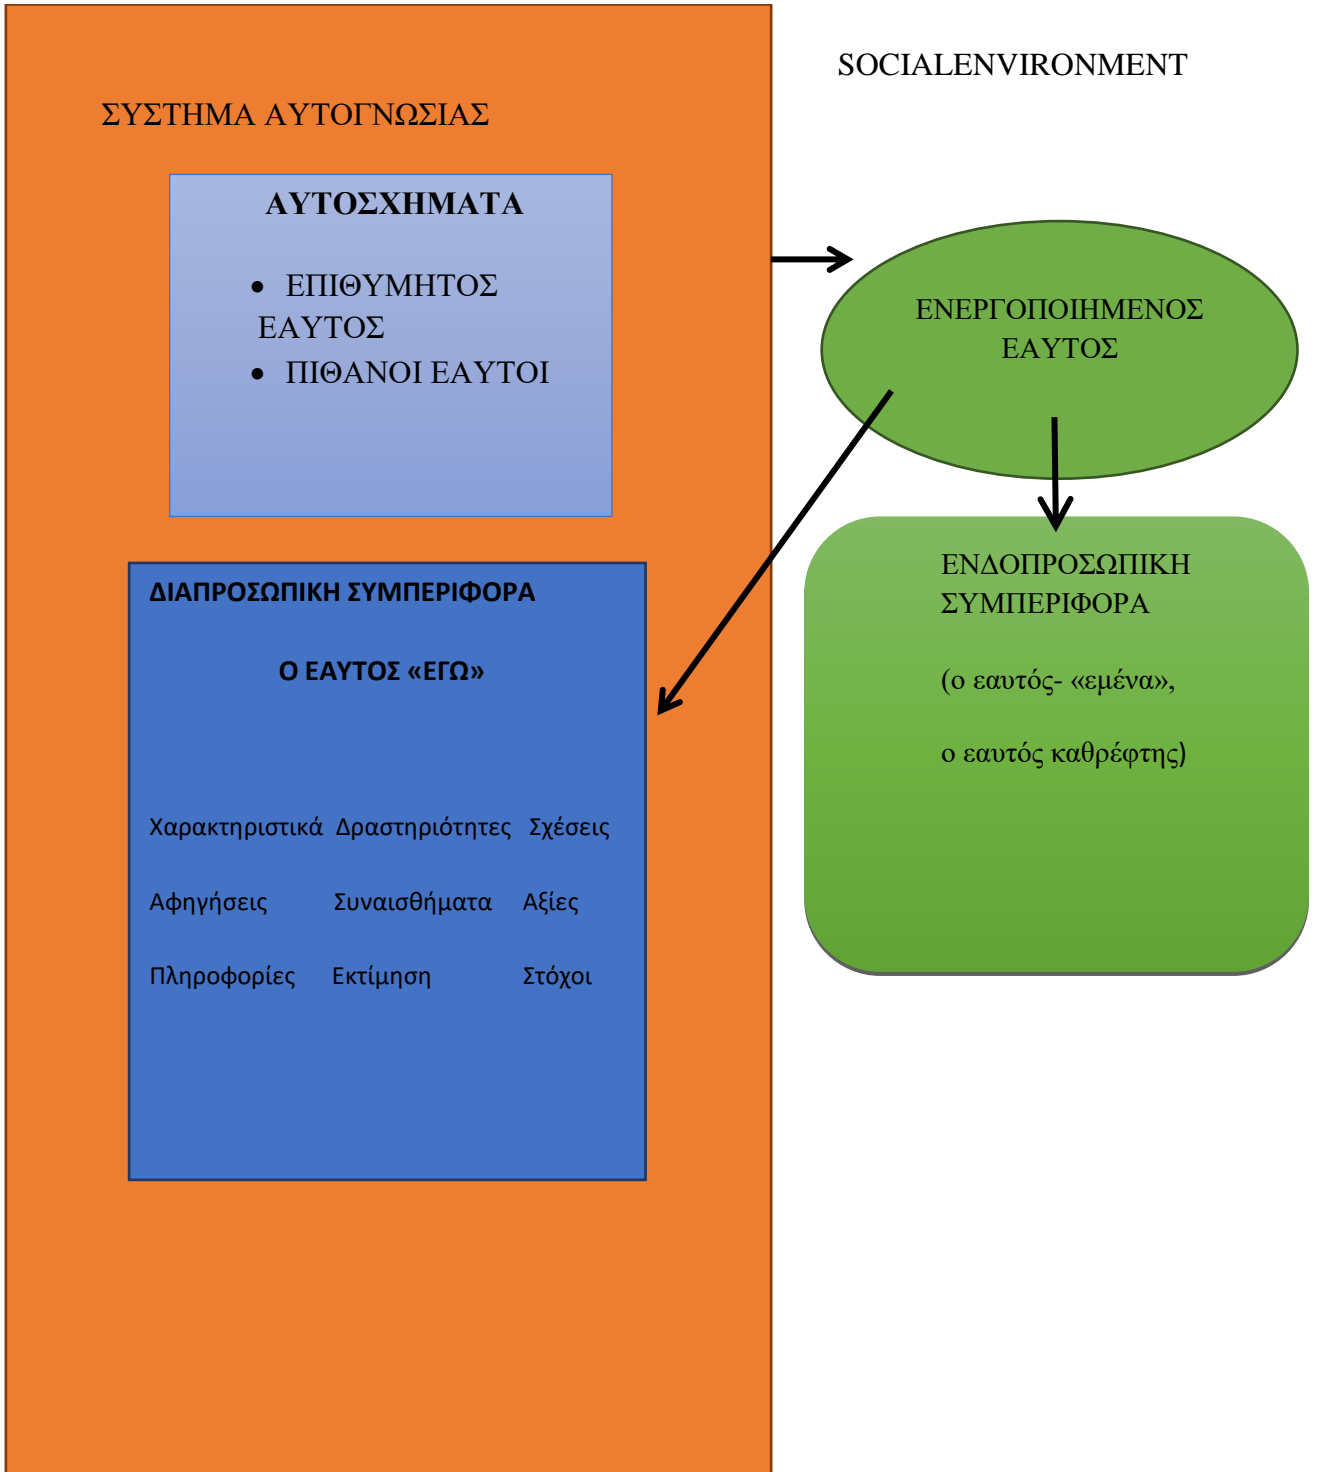 SOCIALENVIRONMENT
ΣΥΣΤΗΜΑ ΑΥΤΟΓΝΩΣΙΑΣ
ΑΥΤΟΣΧΗΜΑΤΑ
• ΕΠΙΘΥΜΗΤΟΣ
ΕΑΥΤΟΣ
• ΠΙΘΑΝΟΙ ΕΑΥΤΟΙ
ΕΝΕΡΓΟΠΟΙΗΜΕΝΟΣ
ΕΑΥΤΟΣ
ΔΙΑΠΡΟΣΩΠΙΚΗ ΣΥΜΠΕΡΙΦΟΡΑ
Ο ΕΑΥΤΟΣ «ΕΓΩ»
Χαρακτηριστικά Δραστηριότητες Σχέσεις
Αφηγήσεις Συναισθήματα Αξίες
Πληροφορίες Εκτίμηση Στόχοι
ΕΝΔΟΠΡΟΣΩΠΙΚΗ
ΣΥΜΠΕΡΙΦΟΡΑ
(ο εαυτός- «εμένα»,
ο εαυτός καθρέφτης)